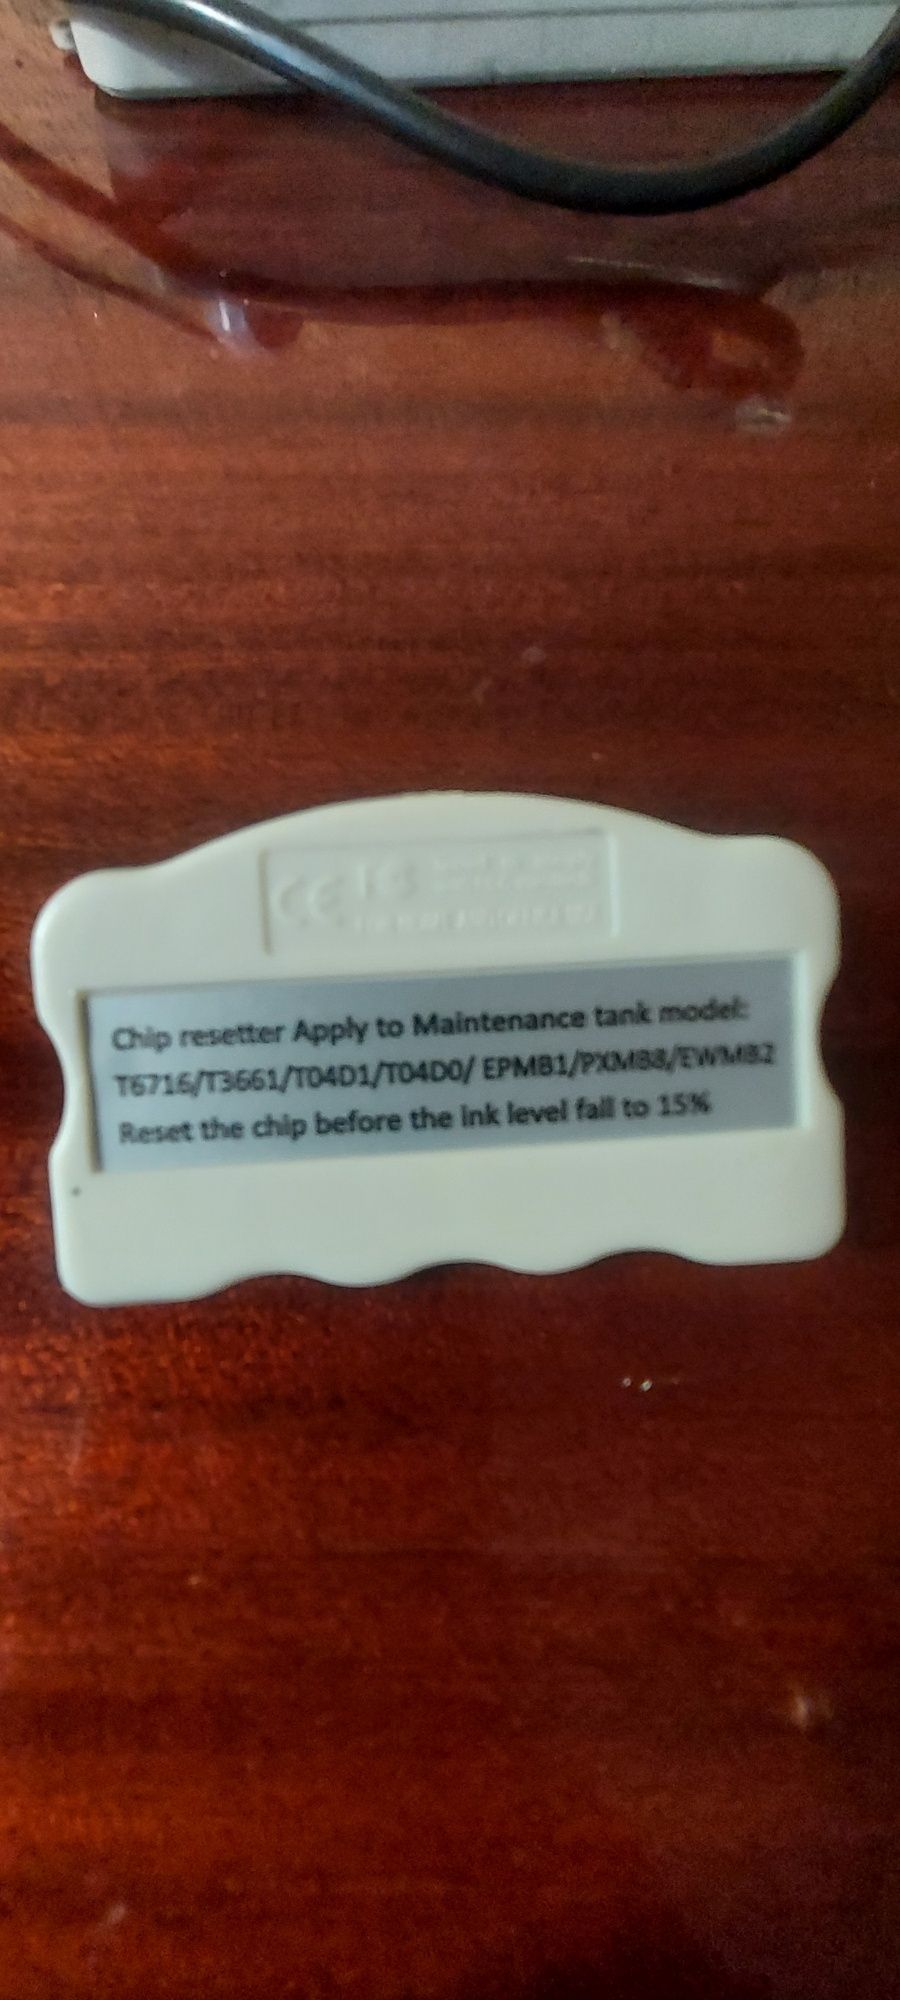 CE
Chip resetter Apply to Maintenance tank model:
T6716/T3661/T04D1/T04D0/ EPMB1/PXMB8/EWMB2
Reset the chip before the ink level fall to 15%